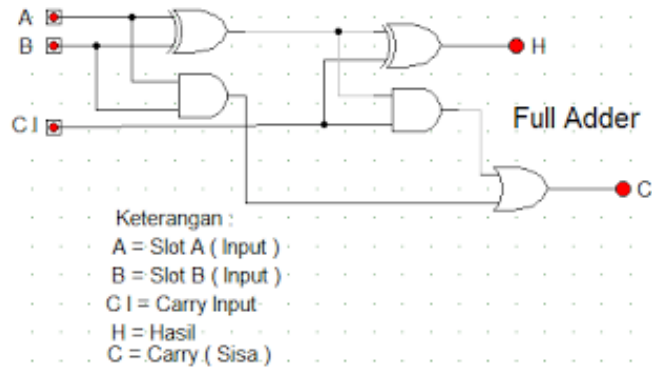 A
B
C I
H
Full Adder
C
Keterangan :
A = Slot A ( Input )
B = Slot B ( Input )
C I = Carry Input
H = Hasil
C = Carry ( Sisa )